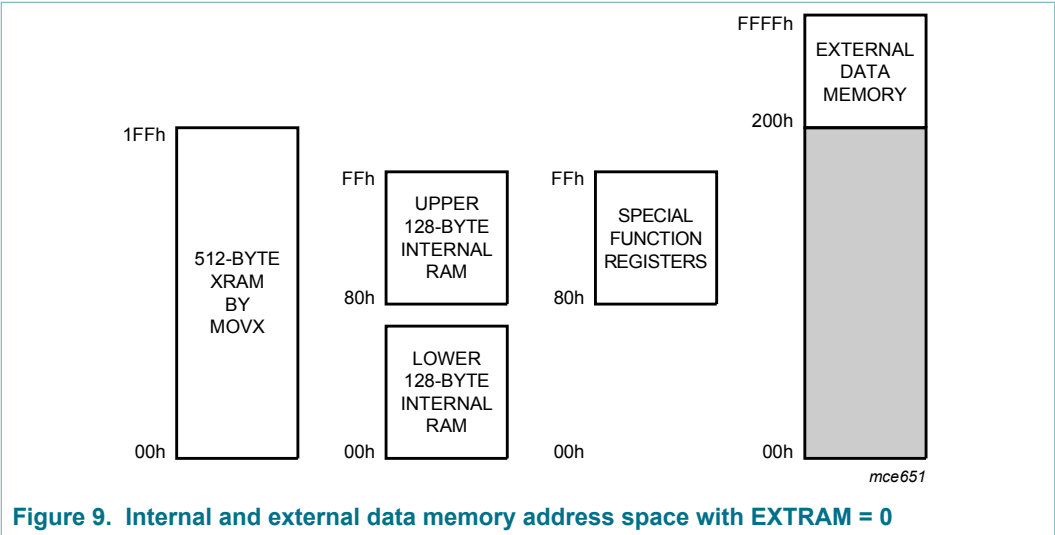 1FFh
512-BYTE
XRAM
BY
MOVX
00h
FFh
UPPER
128-BYTE
INTERNAL
RAM
80h
LOWER
128-BYTE
INTERNAL
RAM
00h
FFh
SPECIAL
FUNCTION
REGISTERS
80h
00h
FFFFh
EXTERNAL
DATA
MEMORY
200h
00h
mce651
Figure 9. Internal and external data memory address space with EXTRAM = 0